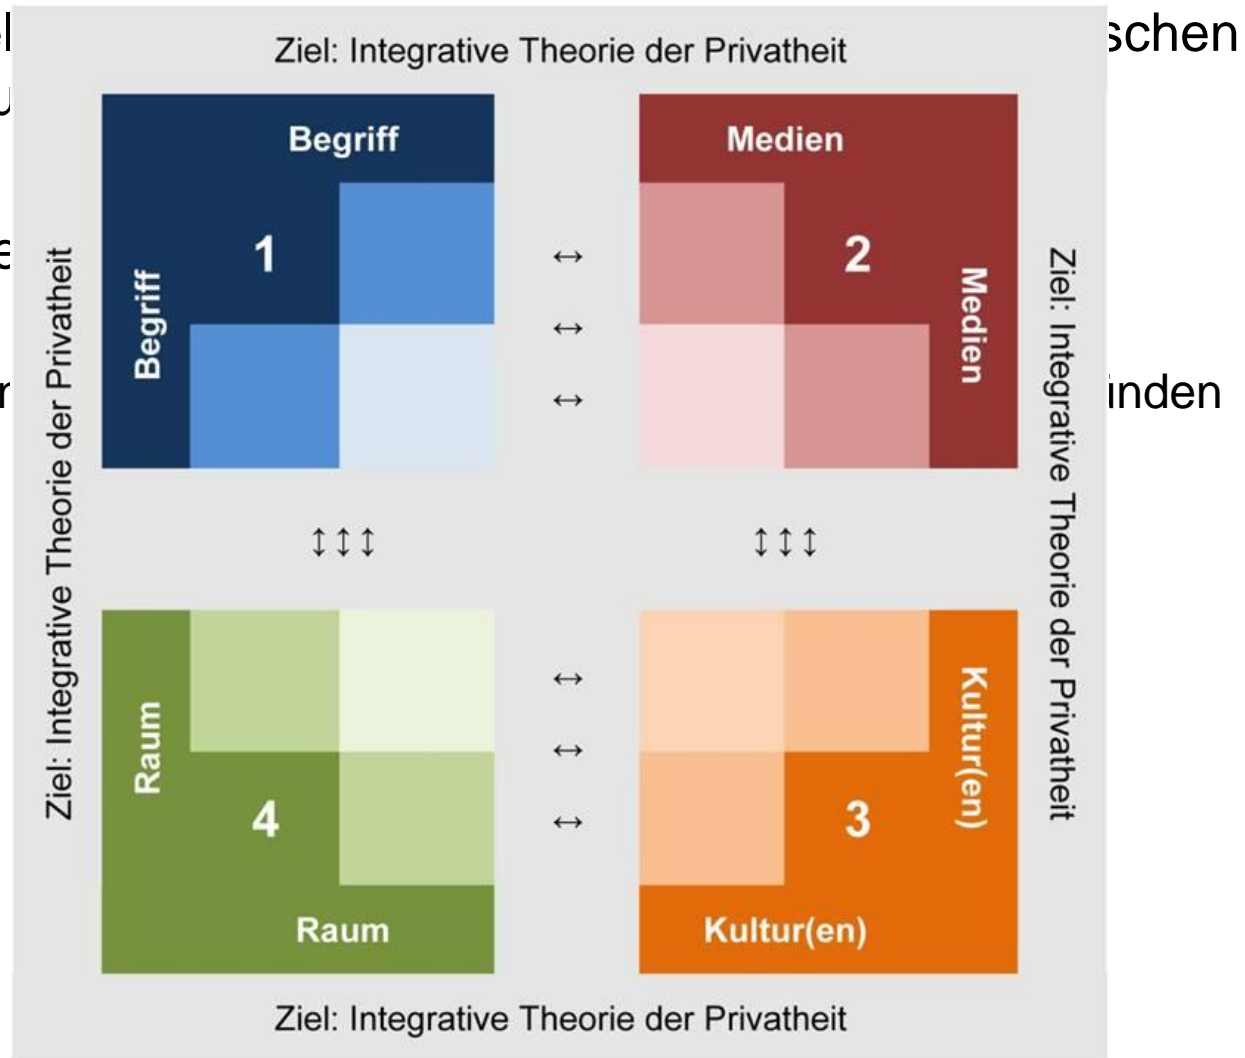 schen
Ziel: Integrative Theorie der Privatheit
Begriff
Medien
1
2
Begriff
Medien
Ziel: Integrative Theorie der Privatheit
Ziel: Integrative Theorie der Privatheit
↔
↔
↔
↕↕↕
↕↕↕
↔
↔
↔
Raum
Kultur(en)
4
3
Raum
Kultur(en)
Ziel: Integrative Theorie der Privatheit